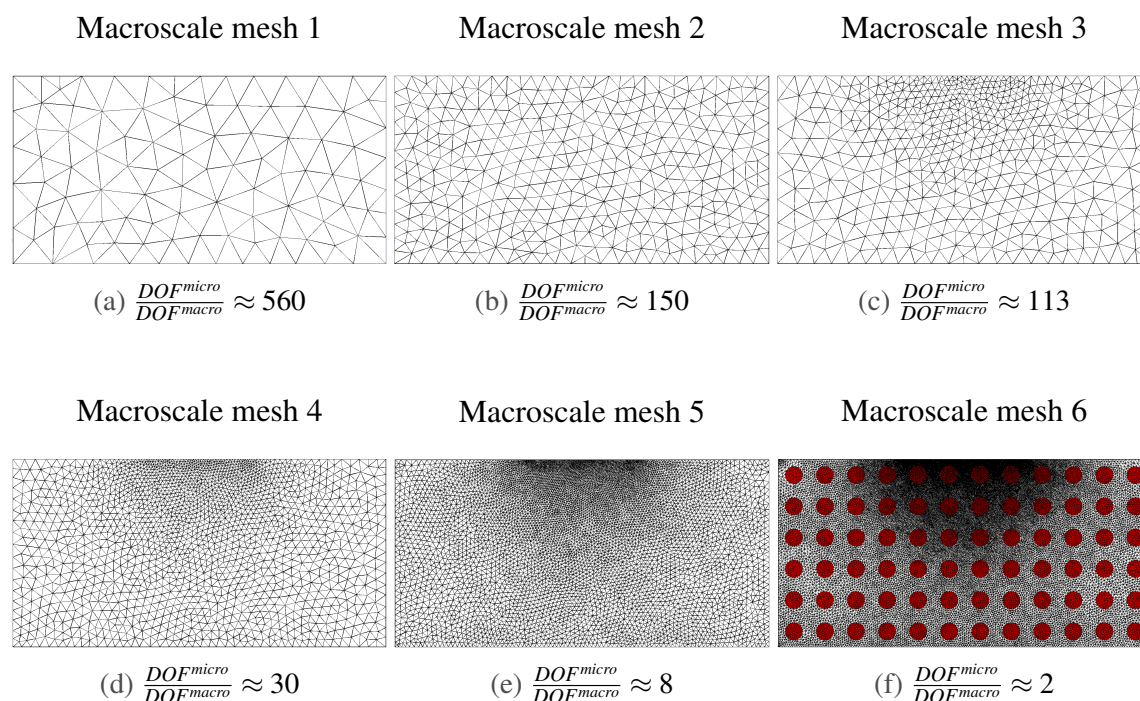 Macroscale mesh 1 Macroscale mesh 2 Macroscale mesh 3
(a) DOF^micro/DOF^macro ≈ 560 (b) DOF^micro/DOF^macro ≈ 150 (c) DOF^micro/DOF^macro ≈ 113
Macroscale mesh 4 Macroscale mesh 5 Macroscale mesh 6
(d) DOF^micro/DOF^macro ≈ 30 (e) DOF^micro/DOF^macro ≈ 8 (f) DOF^micro/DOF^macro ≈ 2